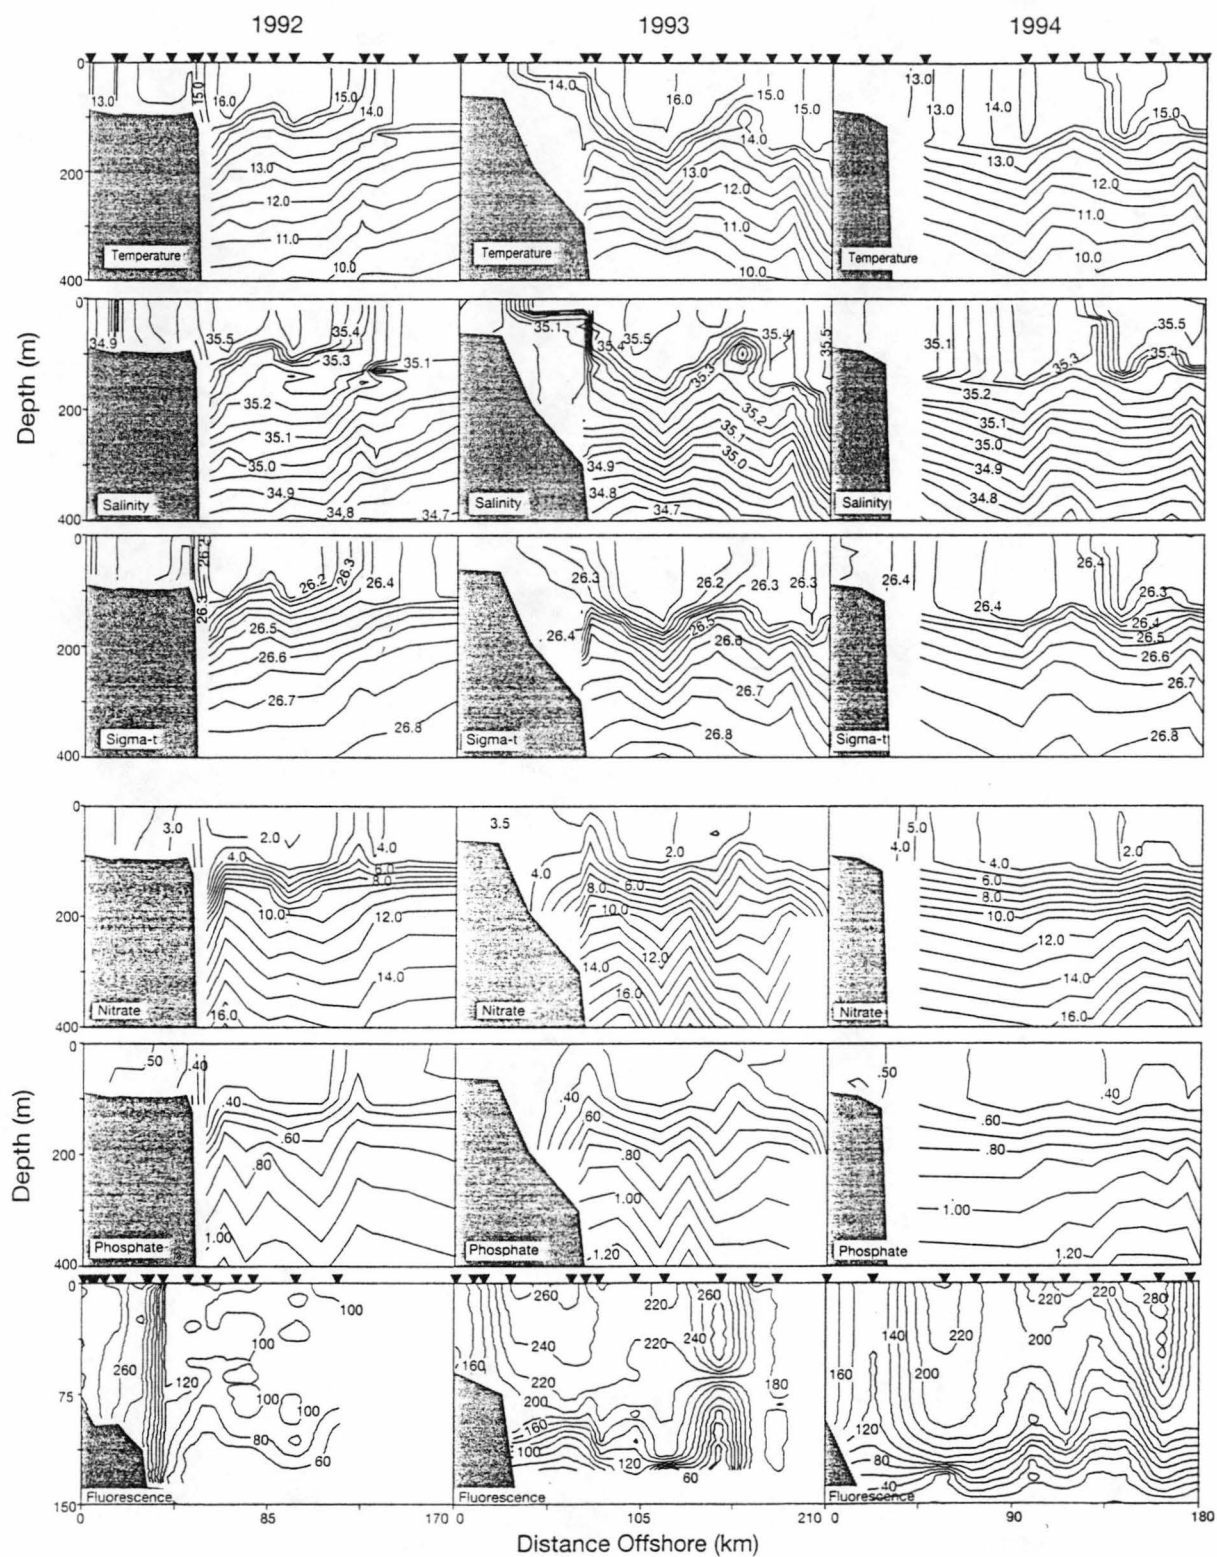 1992 1993 1994
0 13.0 15.0 16.0 15.0 14.0 14.0 16.0 15.0 13.0 13.0 14.0 15.0
14.0
200 13.0 12.0 11.0 10.0 13.0 12.0 11.0 10.0 13.0 12.0 11.0 10.0
Temperature Temperature Temperature
400
Depth (m)
0 34.9 35.5 35.4 35.3 35.1 35.1 35.4 35.5 35.4 35.5 35.1 35.3 35.5 35.4
200 35.2 35.1 35.0 34.9 34.8 34.7 35.3 35.2 35.1 35.0 34.9 34.8 34.7 35.2 35.1 35.0 34.9 34.8
Salinity Salinity Salinity
400
0 26.2 26.3 26.2 26.3 26.4 26.3 26.2 26.3 26.3 26.4 26.4 26.4 26.3
200 26.5 26.6 26.7 26.8 26.4 26.5 26.6 26.7 26.8 26.4 26.5 26.6 26.7 26.8
Sigma-t Sigma-t Sigma-t
400
0 3.0 2.0 4.0 3.5 2.0 5.0 4.0 2.0
4.0 6.0 8.0 4.0 8.0 6.0 4.0 6.0 8.0
200 10.0 12.0 14.0 16.0 10.0 12.0 14.0 16.0 10.0 12.0 14.0 16.0
Nitrate Nitrate Nitrate
400
Depth (m)
0 .50 .40 .40 .50 .40
.40 .60 .60 .60
200 .80 1.00 .80 1.00 1.20 .80 1.00 1.20
Phosphate Phosphate Phosphate
400
0 100 260 220 260 220 220 280
100 240 220 240 140 220 200
260 120 160 220 180 160 200
75 100 100 200
80 60 160 100 120 60 120 80 40
Fluorescence Fluorescence Fluorescence
150
0 85 170 0 105 210 0 90 180
Distance Offshore (km)